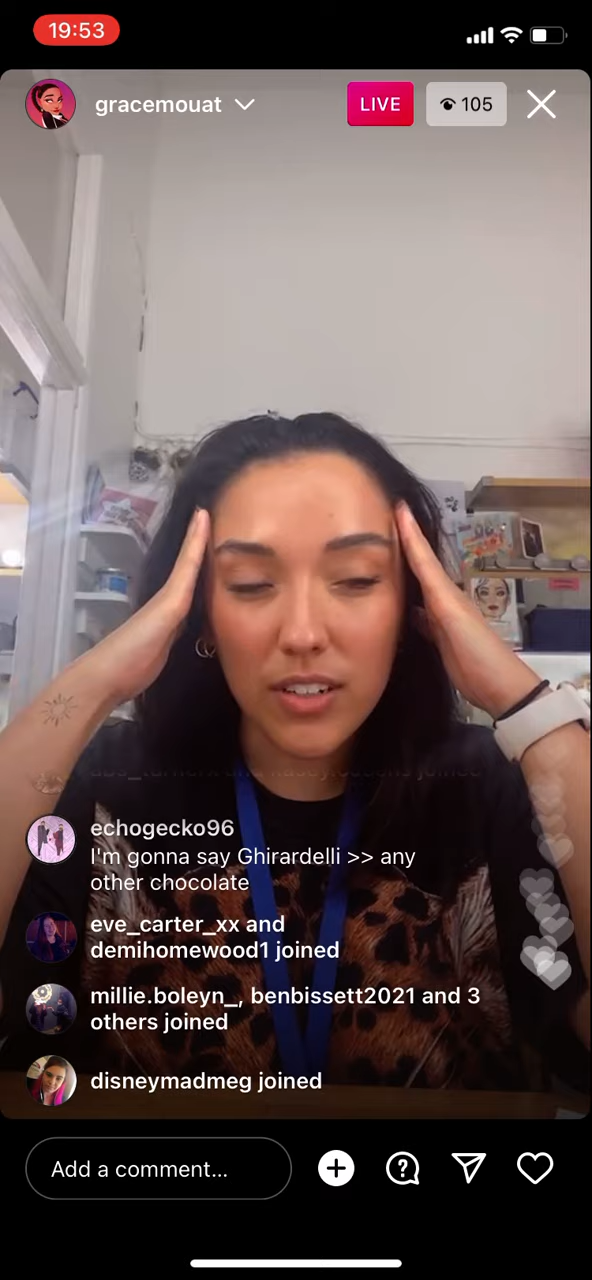 19:53
gracemouat
LIVE
105
echogecko96
I'm gonna say Ghirardelli >> any
other chocolate
eve_carter_xx and
demihomewood1 joined
millie.boleyn_, benbissett2021 and 3
others joined
disneymadmeg joined
Add a comment...